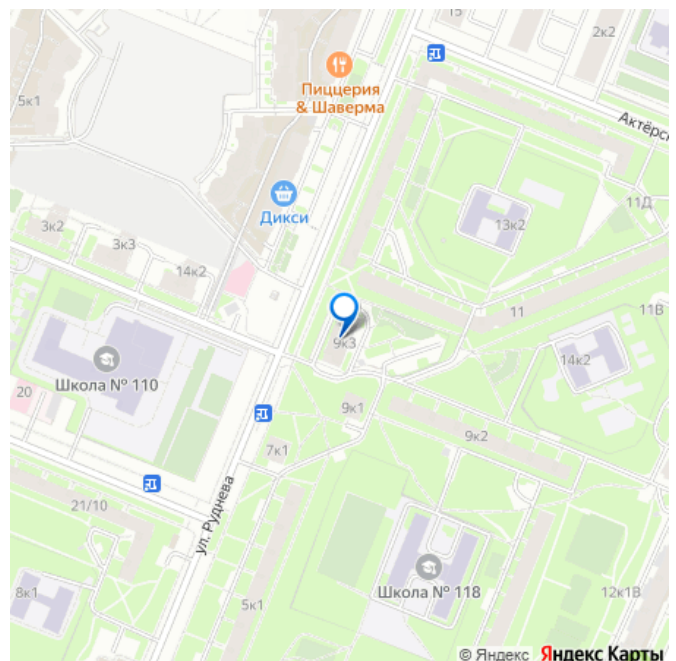 15
2к2
Пиццерия
& Шаверма
5к1
Актёрск
Дикси
11Д
13к2
3к2
3к3
14к2
11
11В
9к3
14к2
Школа № 110
20
9к1
9к2
7к1
21/10
ул. Руднева
Школа № 118
8к1
12к1В
5к1
© Яндекс Яндекс Карты